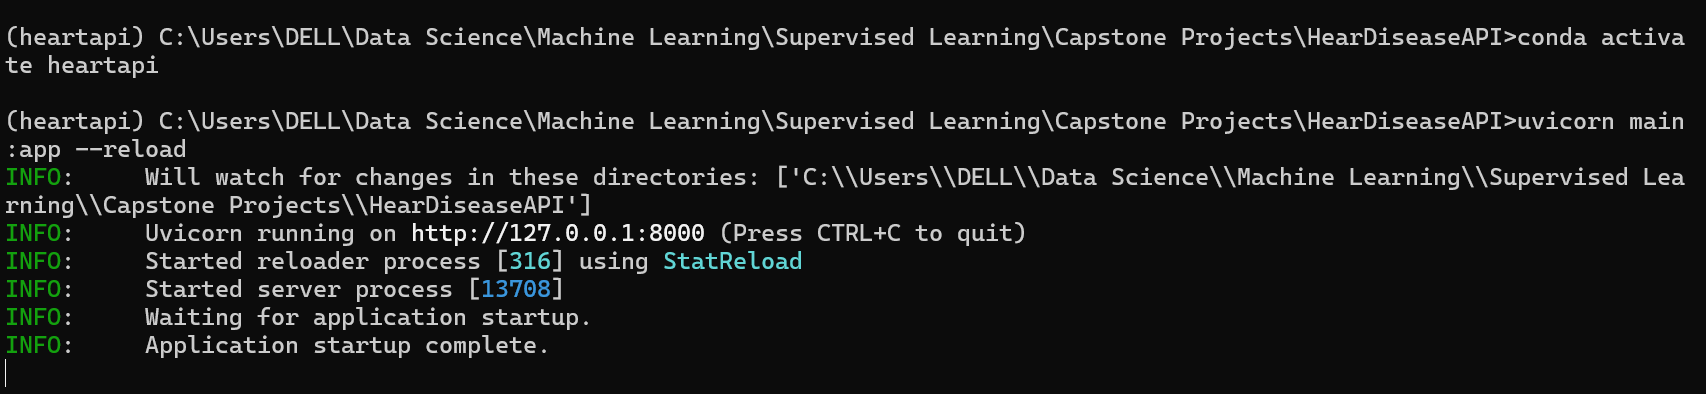 (heartapi) C:\Users\DELL\Data Science\Machine Learning\Supervised Learning\Capstone Projects\HearDiseaseAPI>conda activa
te heartapi
(heartapi) C:\Users\DELL\Data Science\Machine Learning\Supervised Learning\Capstone Projects\HearDiseaseAPI>uvicorn main
:app --reload
INFO:     Will watch for changes in these directories: ['C:\\Users\\DELL\\Data Science\\Machine Learning\\Supervised Lea
rning\\Capstone Projects\\HearDiseaseAPI']
INFO:     Uvicorn running on http://127.0.0.1:8000 (Press CTRL+C to quit)
INFO:     Started reloader process [316] using StatReload
INFO:     Started server process [13708]
INFO:     Waiting for application startup.
INFO:     Application startup complete.